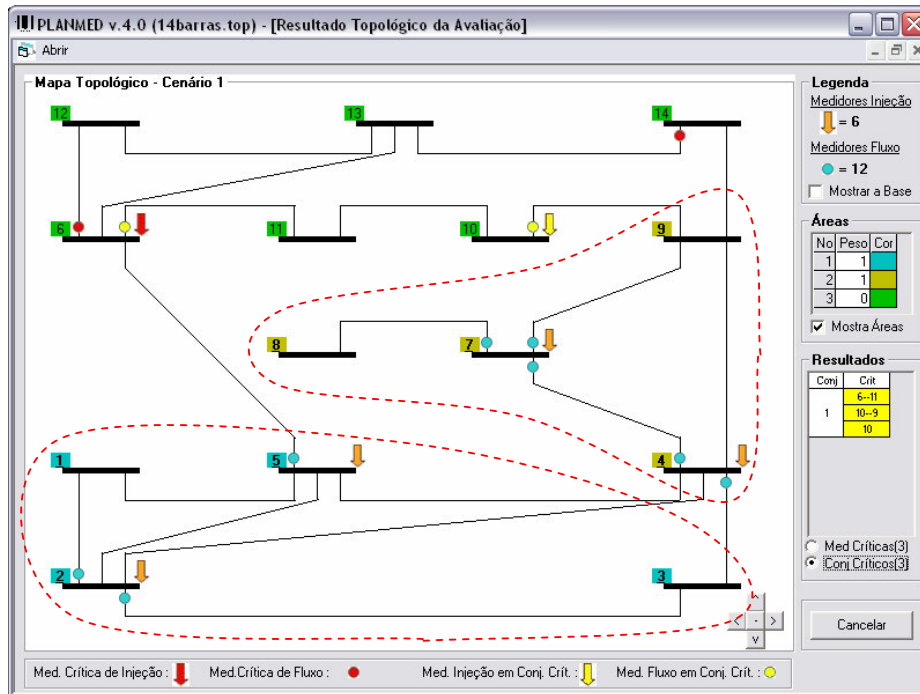 PLANMED v.4.0 (14barras.top) - [Resultado Topológico da Avaliação]
Abrir
Mapa Topológico - Cenário 1
12
13
14
6
11
10
9
8
7
1
5
4
2
3
Legenda
Medidores Injeção
= 6
Medidores Fluxo
= 12
Mostrar a Base
Áreas
No Peso Cor
1 1
2 1
3 0
Mostra Áreas
Resultados
Conj Crit
6--11
1 10--9
10
Med Críticas(3)
Conj Críticos(3)
< - >
v
Cancelar
Med. Crítica de Injeção : Med.Crítica de Fluxo : Med. Injeção em Conj. Crít. : Med. Fluxo em Conj. Crít. :